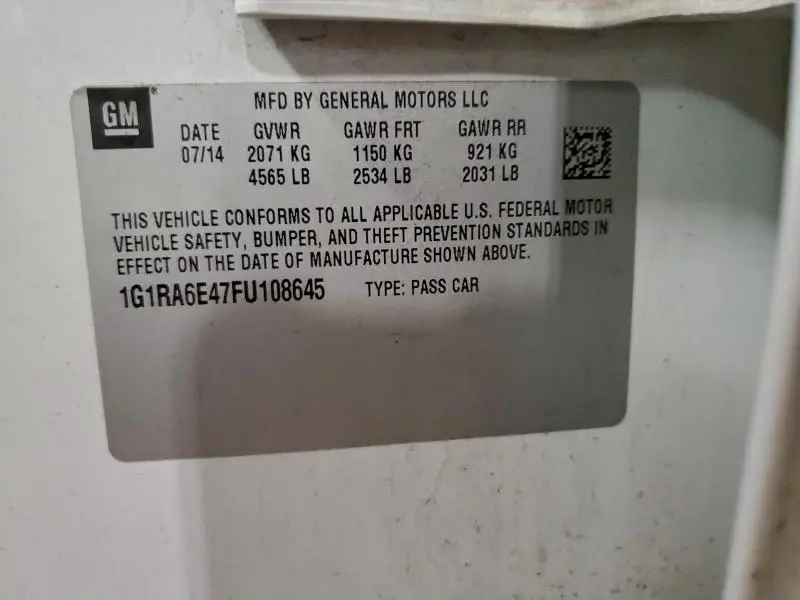 GM®
MFD BY GENERAL MOTORS LLC
DATE GVWR GAWR FRT GAWR RR
07/14 2071 KG 1150 KG 921 KG
4565 LB 2534 LB 2031 LB
THIS VEHICLE CONFORMS TO ALL APPLICABLE U.S. FEDERAL MOTOR
VEHICLE SAFETY, BUMPER, AND THEFT PREVENTION STANDARDS IN
EFFECT ON THE DATE OF MANUFACTURE SHOWN ABOVE.
1G1RA6E47FU108645 TYPE: PASS CAR